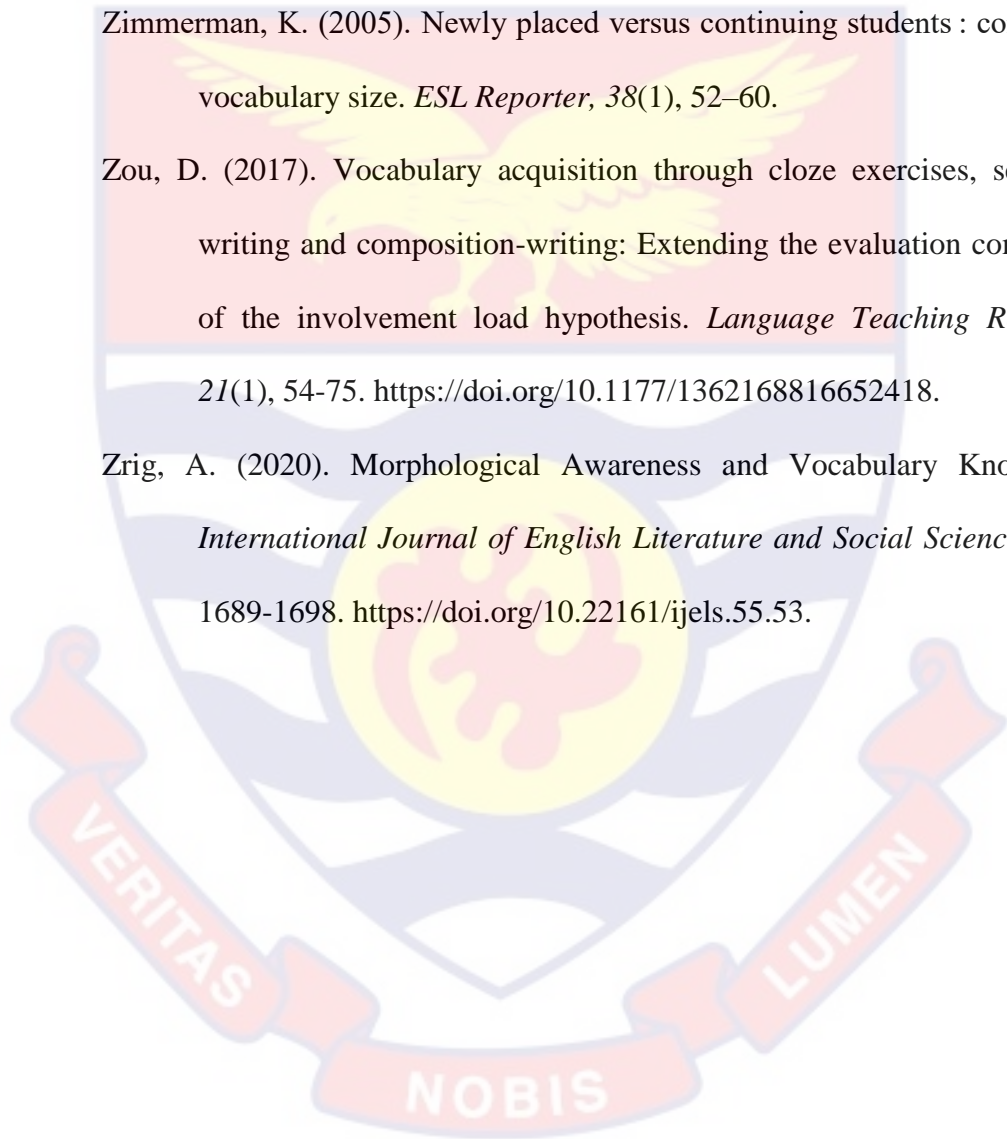 Zimmerman, K. (2005). Newly placed versus continuing students : co
vocabulary size. ESL Reporter, 38(1), 52–60.
Zou, D. (2017). Vocabulary acquisition through cloze exercises, se
writing and composition-writing: Extending the evaluation co
of the involvement load hypothesis. Language Teaching R
21(1), 54-75. https://doi.org/10.1177/1362168816652418.
Zrig, A. (2020). Morphological Awareness and Vocabulary Kno
International Journal of English Literature and Social Scienc
1689-1698. https://doi.org/10.22161/ijels.55.53.
VERITAS
NOBIS
LUMEN